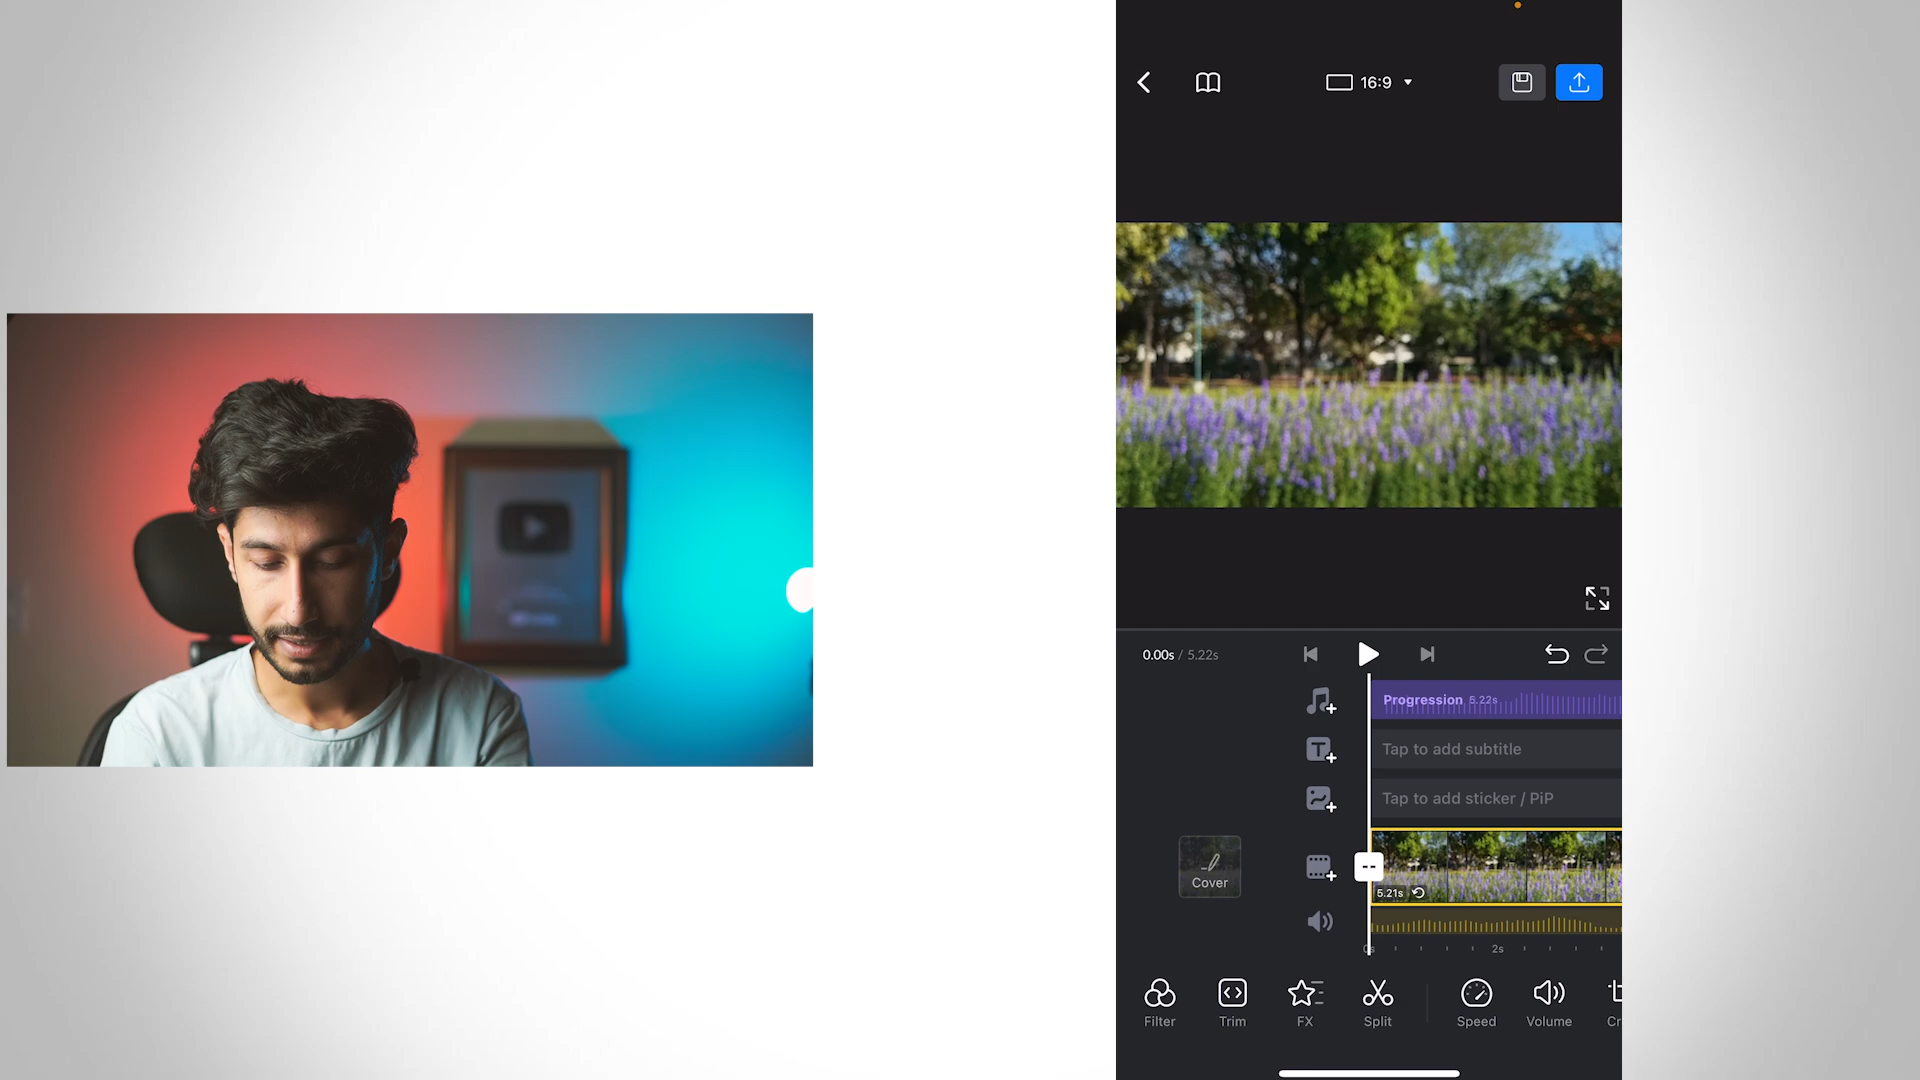 16:9
0.00s / 5.22s
Progression 5.22s
Tap to add subtitle
Tap to add sticker / PiP
Cover
5.21s
0s
2s
Filter
Trim
FX
Split
Speed
Volume
Cr